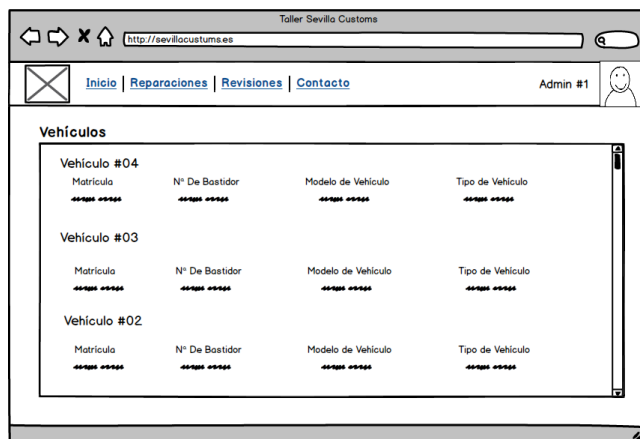 Taller Sevilla Customs
http://sevillacustums.es
Inicio | Reparaciones | Revisiones | Contacto
Admin #1
Vehículos
Vehículo #04
Matrícula Nº De Bastidor Modelo de Vehículo Tipo de Vehículo
Vehículo #03
Matrícula Nº De Bastidor Modelo de Vehículo Tipo de Vehículo
Vehículo #02
Matrícula Nº De Bastidor Modelo de Vehículo Tipo de Vehículo